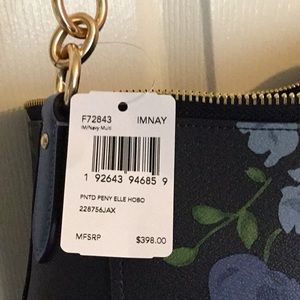 F72843 IMNAY
IM/Navy Multi
1 92643 94685 9
PNTD PENY ELLE HOBO
228756JAX
MFSRP $398.00